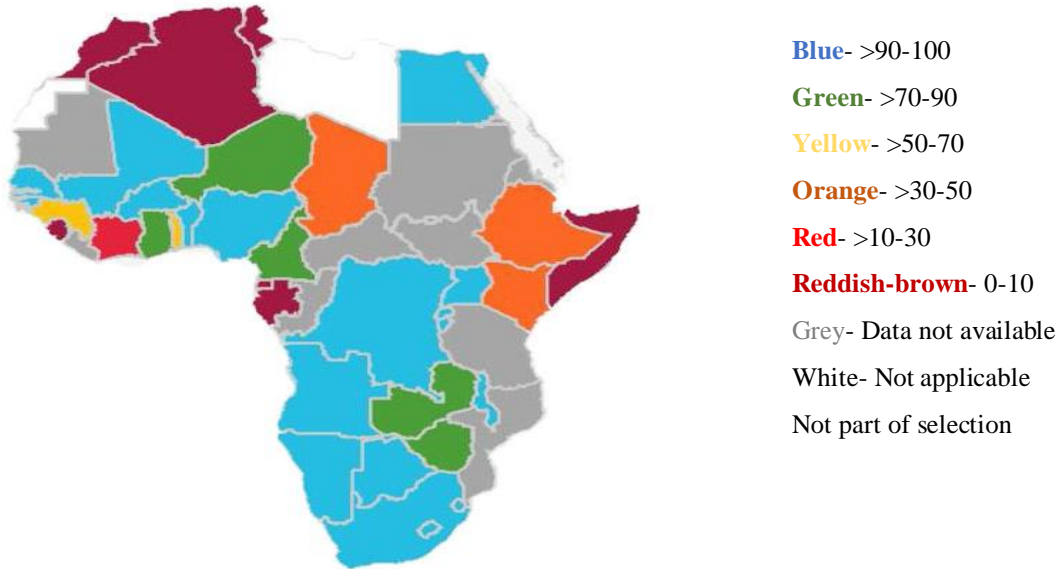 Blue- >90-100
Green- >70-90
Yellow- >50-70
Orange- >30-50
Red- >10-30
Reddish-brown- 0-10
Grey- Data not available
White- Not applicable
Not part of selection